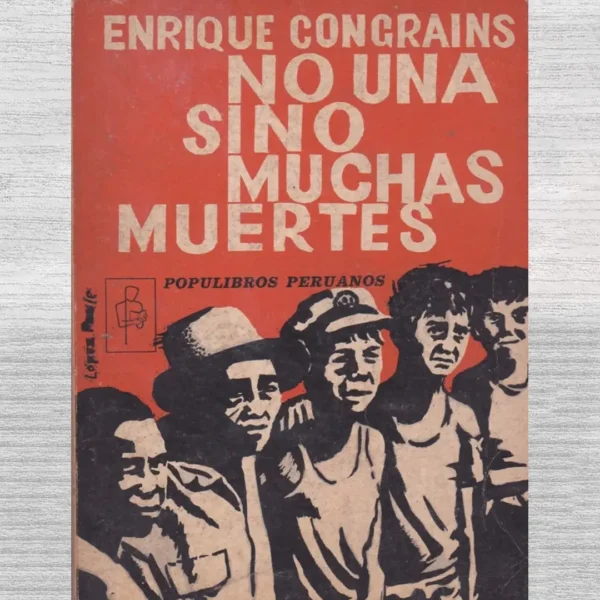 ENRIQUE CONGRAINS
NO UNA
SINO
MUCHAS
MUERTES
POPULIBROS PERUANOS